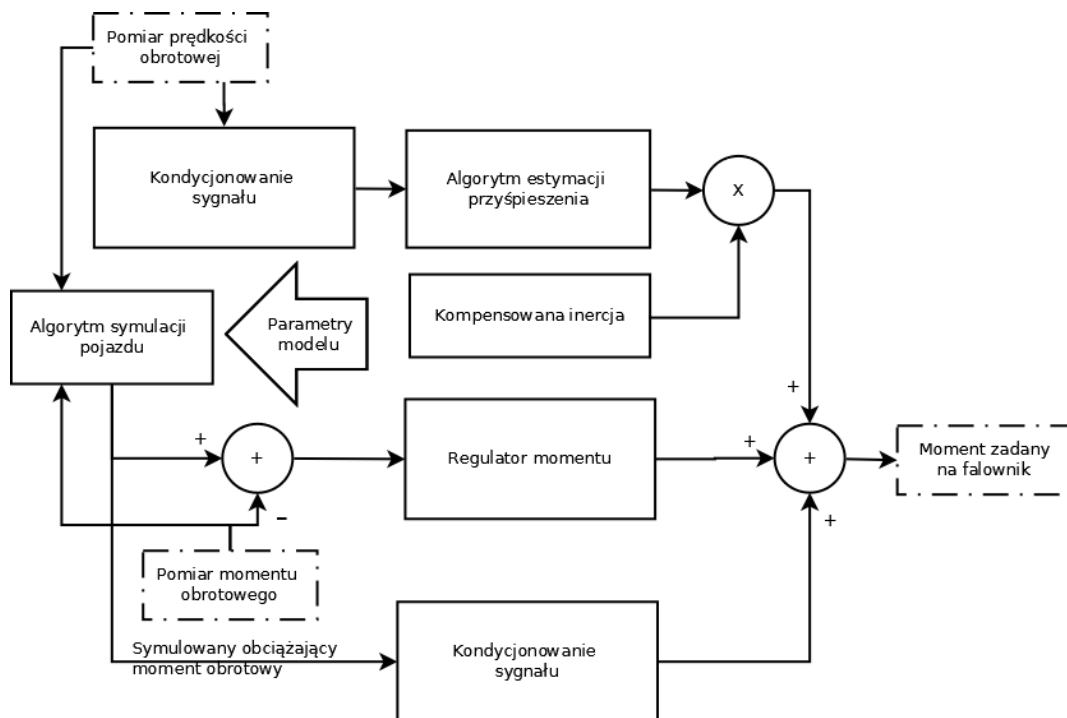 Pomiar prędkości
obrotowej
Kondycjonowanie
sygnału
Algorytm estymacji
przyśpieszenia
x
Kompensowana inercja
Algorytm symulacji
pojazdu
Parametry
modelu
+
+
+
Regulator momentu
+
+
Moment zadany
na falownik
−
+
Pomiar momentu
obrotowego
Symulowany obciążający
moment obrotowy
Kondycjonowanie
sygnału